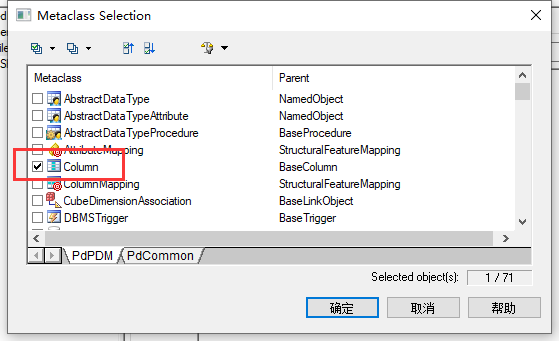 Metaclass Selection
Metaclass Parent
AbstractDataType NamedObject
AbstractDataTypeAttribute NamedObject
AbstractDataTypeProcedure BaseProcedure
AttributeMapping StructuralFeatureMapping
Column BaseColumn
ColumnMapping StructuralFeatureMapping
CubeDimensionAssociation BaseLinkObject
DBMSTrigger BaseTrigger
PdPDM PdCommon
Selected object(s): 1 / 71
确定 取消 帮助